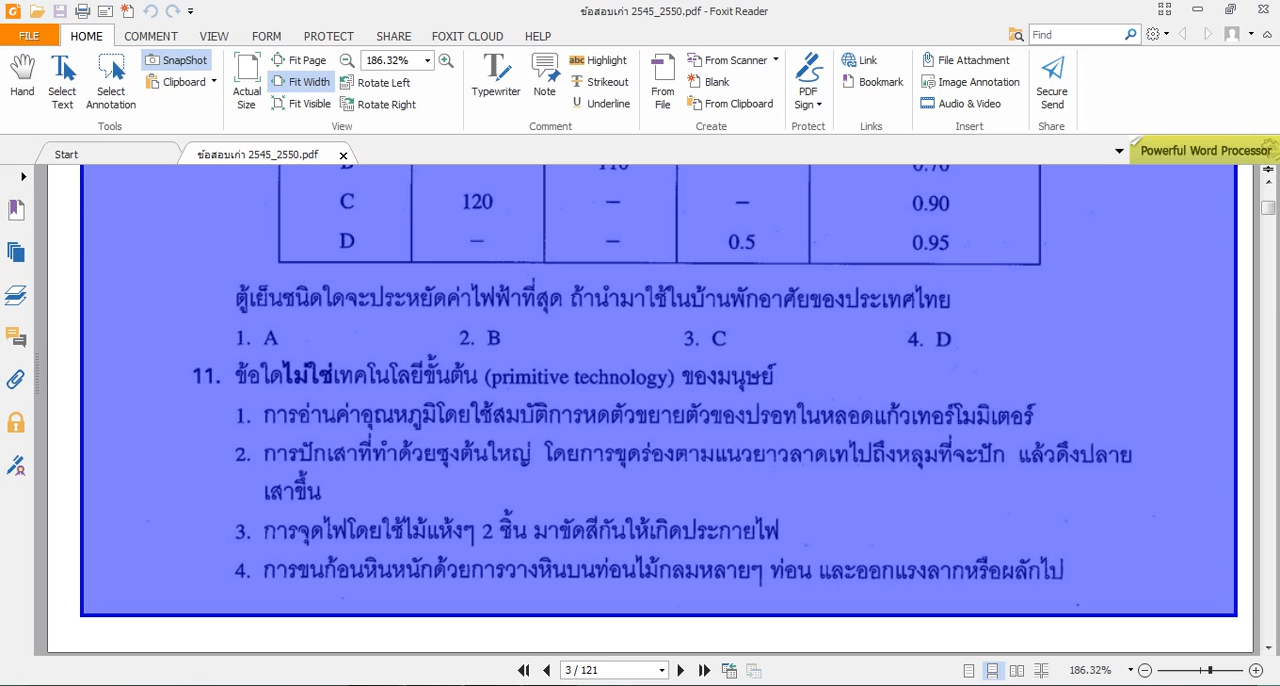 ข้อสอบเก่า 2545_2550.pdf - Foxit Reader
FILE HOME COMMENT VIEW FORM PROTECT SHARE FOXIT CLOUD HELP Find
SnapShot Fit Page 186.32% Highlight From Scanner Link File Attachment
Hand Select Text Select Annotation Clipboard Actual Size Fit Width Rotate Left Typewriter Note Strikeout From File Blank PDF Sign Bookmark Image Annotation Secure Send
Fit Visible Rotate Right Underline From Clipboard Audio & Video
Tools View Comment Create Protect Links Insert Share
Start ข้อสอบเก่า 2545_2550.pdf Powerful Word Processor
C 120 – – 0.90
D – – 0.5 0.95
ตู้เย็นชนิดใดจะประหยัดค่าไฟฟ้าที่สุด ถ้านำมาใช้ในบ้านพักอาศัยของประเทศไทย
1. A 2. B 3. C 4. D
11. ข้อใดไม่ใช่เทคโนโลยีขั้นต้น (primitive technology) ของมนุษย์
1. การอ่านค่าอุณหภูมิโดยใช้สมบัติการหดตัวขยายตัวของปรอทในหลอดแก้วเทอร์โมมิเตอร์
2. การปักเสาที่ทำด้วยซุงต้นใหญ่ โดยการขุดร่องตามแนวยาวลาดเทไปถึงหลุมที่จะปัก แล้วดึงปลาย
เสาขึ้น
3. การจุดไฟโดยใช้ไม้แห้งๆ 2 ชิ้น มาขัดสีกันให้เกิดประกายไฟ
4. การขนก้อนหินหนักด้วยการวางหินบนท่อนไม้กลมหลายๆ ท่อน และออกแรงลากหรือผลักไป
3 / 121 186.32%